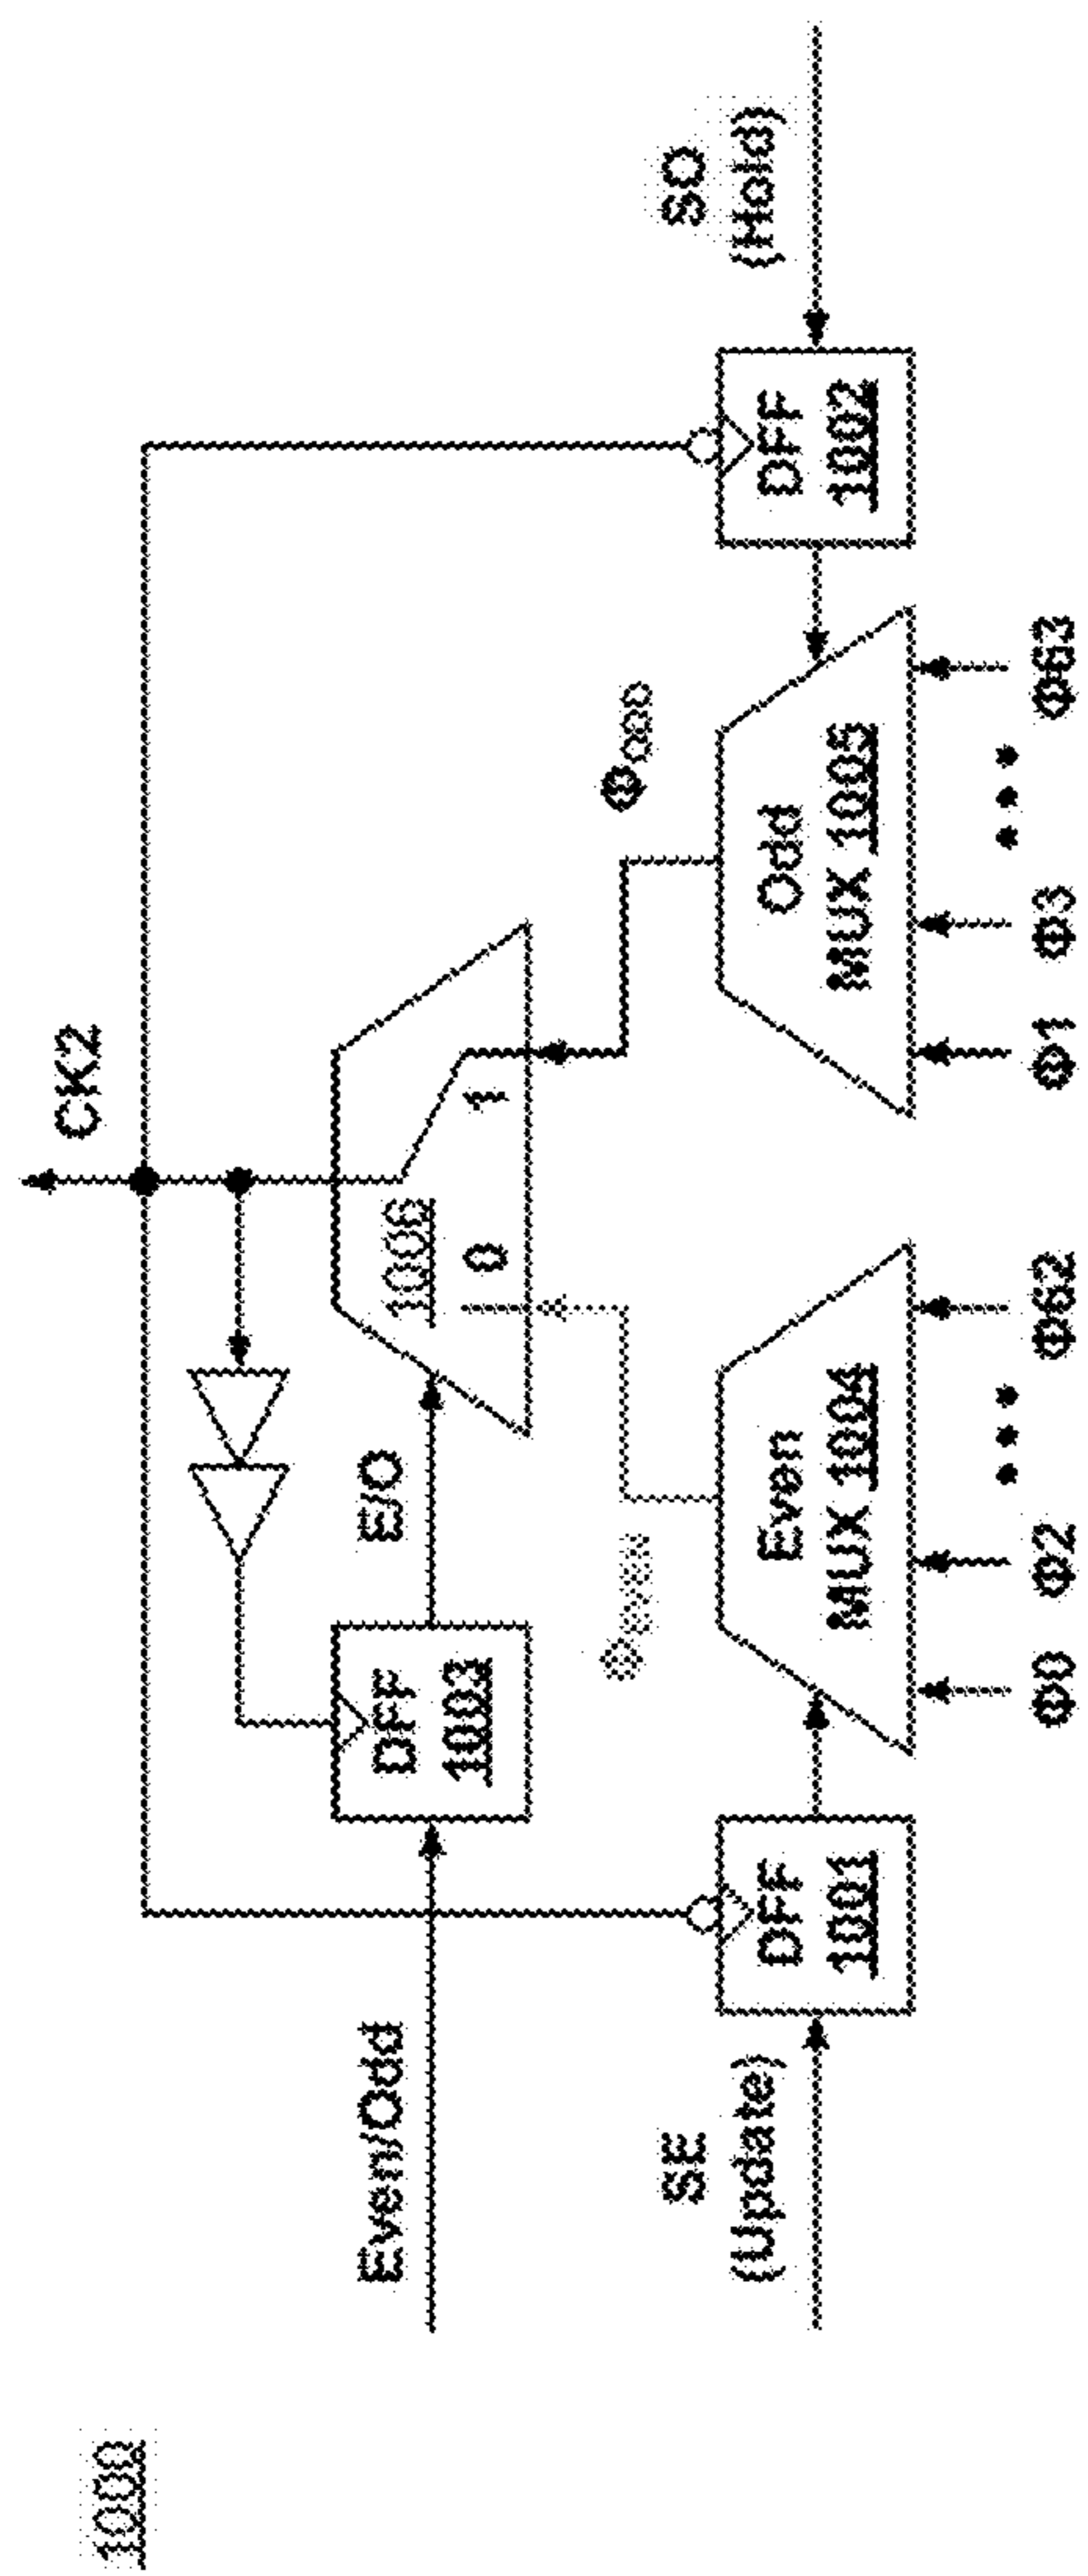 1000
CK2
Even/Odd
DFF
1003
E/O
1006
0
1
SE
(Update)
DFF
1001
Φeven
Even
MUX 1004
Φodd
Odd
MUX 1005
DFF
1002
SO
(Hold)
Φ0 Φ2 ••• Φ62 Φ1 Φ3 ••• Φ63